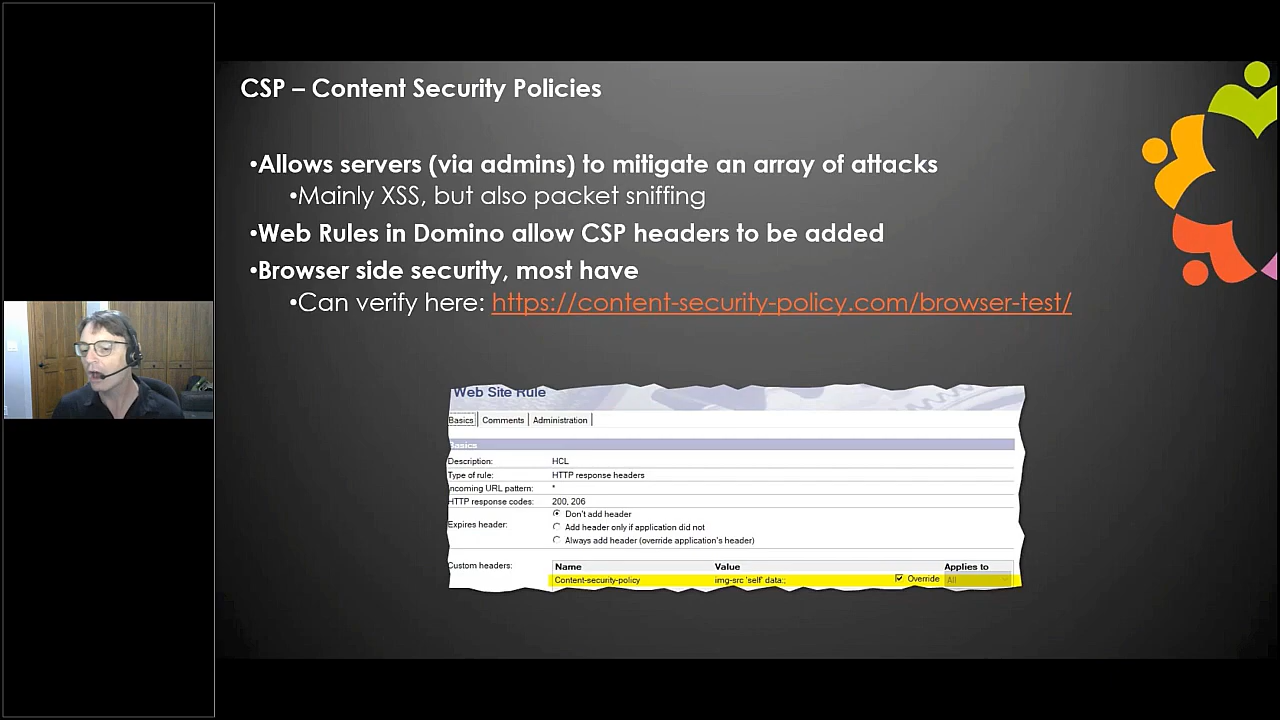 CSP – Content Security Policies
•Allows servers (via admins) to mitigate an array of attacks
•Mainly XSS, but also packet sniffing
•Web Rules in Domino allow CSP headers to be added
•Browser side security, most have
•Can verify here: https://content-security-policy.com/browser-test/
Web Site Rule
Basics Comments Administration
Basics
Description: HCL
Type of rule: HTTP response headers
Incoming URL pattern: *
HTTP response codes: 200, 206
Expires header: Don't add header
Add header only if application did not
Always add header (override application's header)
Custom headers: Name Value Applies to
Content-security-policy img-src 'self' data:; Override All